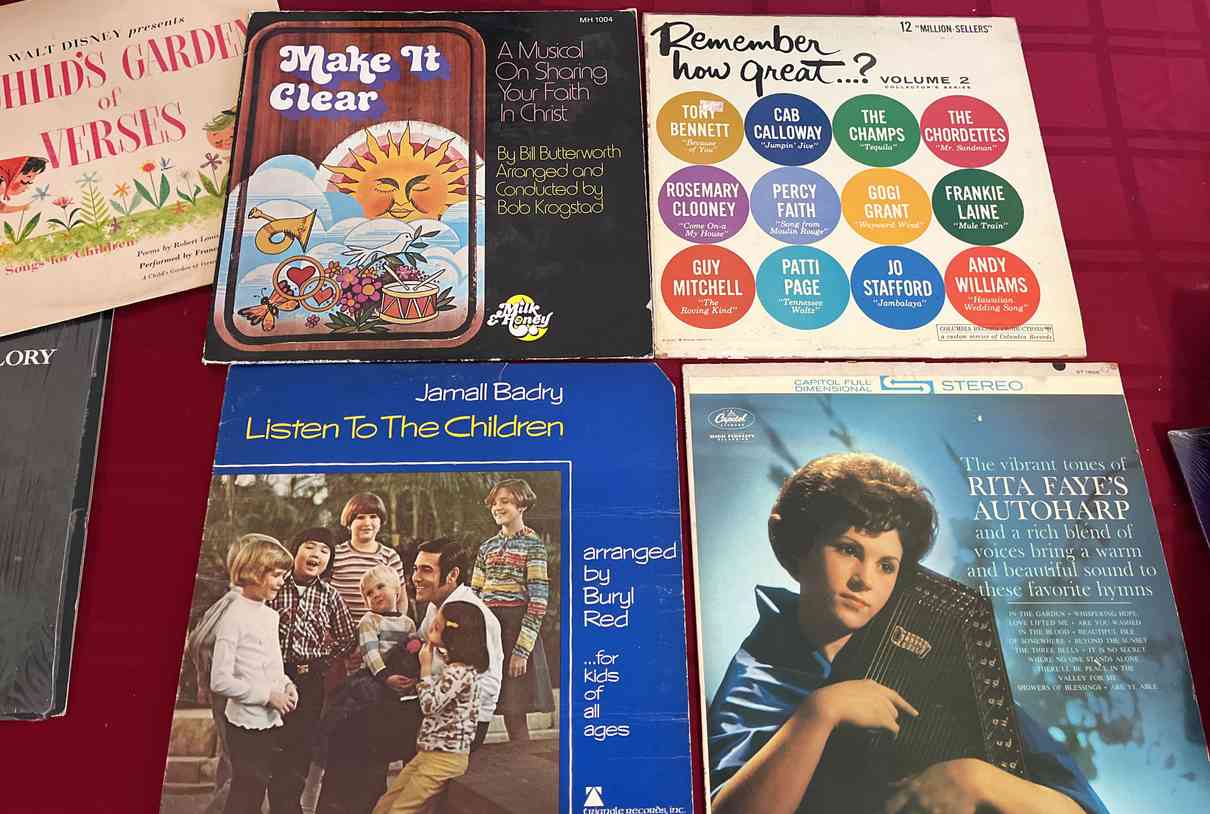 WALT DISNEY presents
CHILD'S GARDEN
of
VERSES
Songs for Children
Poems by Robert Louis
Performed by
A Child's Garden of
LORY
Make It
Clear
MH 1004
A Musical
On Sharing
Your Faith
In Christ
By Bill Butterworth
Arranged and
Conducted by
Bob Krogstad
Milk
& Honey
12 "MILLION-SELLERS"
Remember
how great...?
VOLUME 2
COLLECTOR'S SERIES
TONY
BENNETT
"Because
of You"
CAB
CALLOWAY
"Jumpin' Jive"
THE
CHAMPS
"Tequila"
THE
CHORDETTES
"Mr. Sandman"
ROSEMARY
CLOONEY
"Come On-a
My House"
PERCY
FAITH
"Song from
Moulin Rouge"
GOGI
GRANT
"Wayward Wind"
FRANKIE
LAINE
"Mule Train"
GUY
MITCHELL
"The
Roving Kind"
PATTI
PAGE
"Tennessee
Waltz"
JO
STAFFORD
"Jambalaya"
ANDY
WILLIAMS
"Hawaiian
Wedding Song"
COLUMBIA RECORD PRODUCTIONS
a custom service of Columbia Records
Jamall Badry
Listen To The Children
arranged
by
Buryl
Red
...for
kids
of
all
ages
triangle records, inc.
CAPITOL FULL
DIMENSIONAL
STEREO
Capitol
RECORDS
HIGH FIDELITY
RECORDING
The vibrant tones of
RITA FAYE'S
AUTOHARP
and a rich blend of
voices bring a warm
and beautiful sound to
these favorite hymns
IN THE GARDEN • WHISPERING HOPE
LOVE LIFTED ME • ARE YOU WASHED
IN THE BLOOD • BEAUTIFUL ISLE
OF SOMEWHERE • BEYOND THE SUNSET
THE THREE BELLS • IT IS NO SECRET
WHERE NO ONE STANDS ALONE
THERE'LL BE PEACE IN THE
VALLEY FOR ME
SHOWERS OF BLESSINGS • ARE YE ABLE